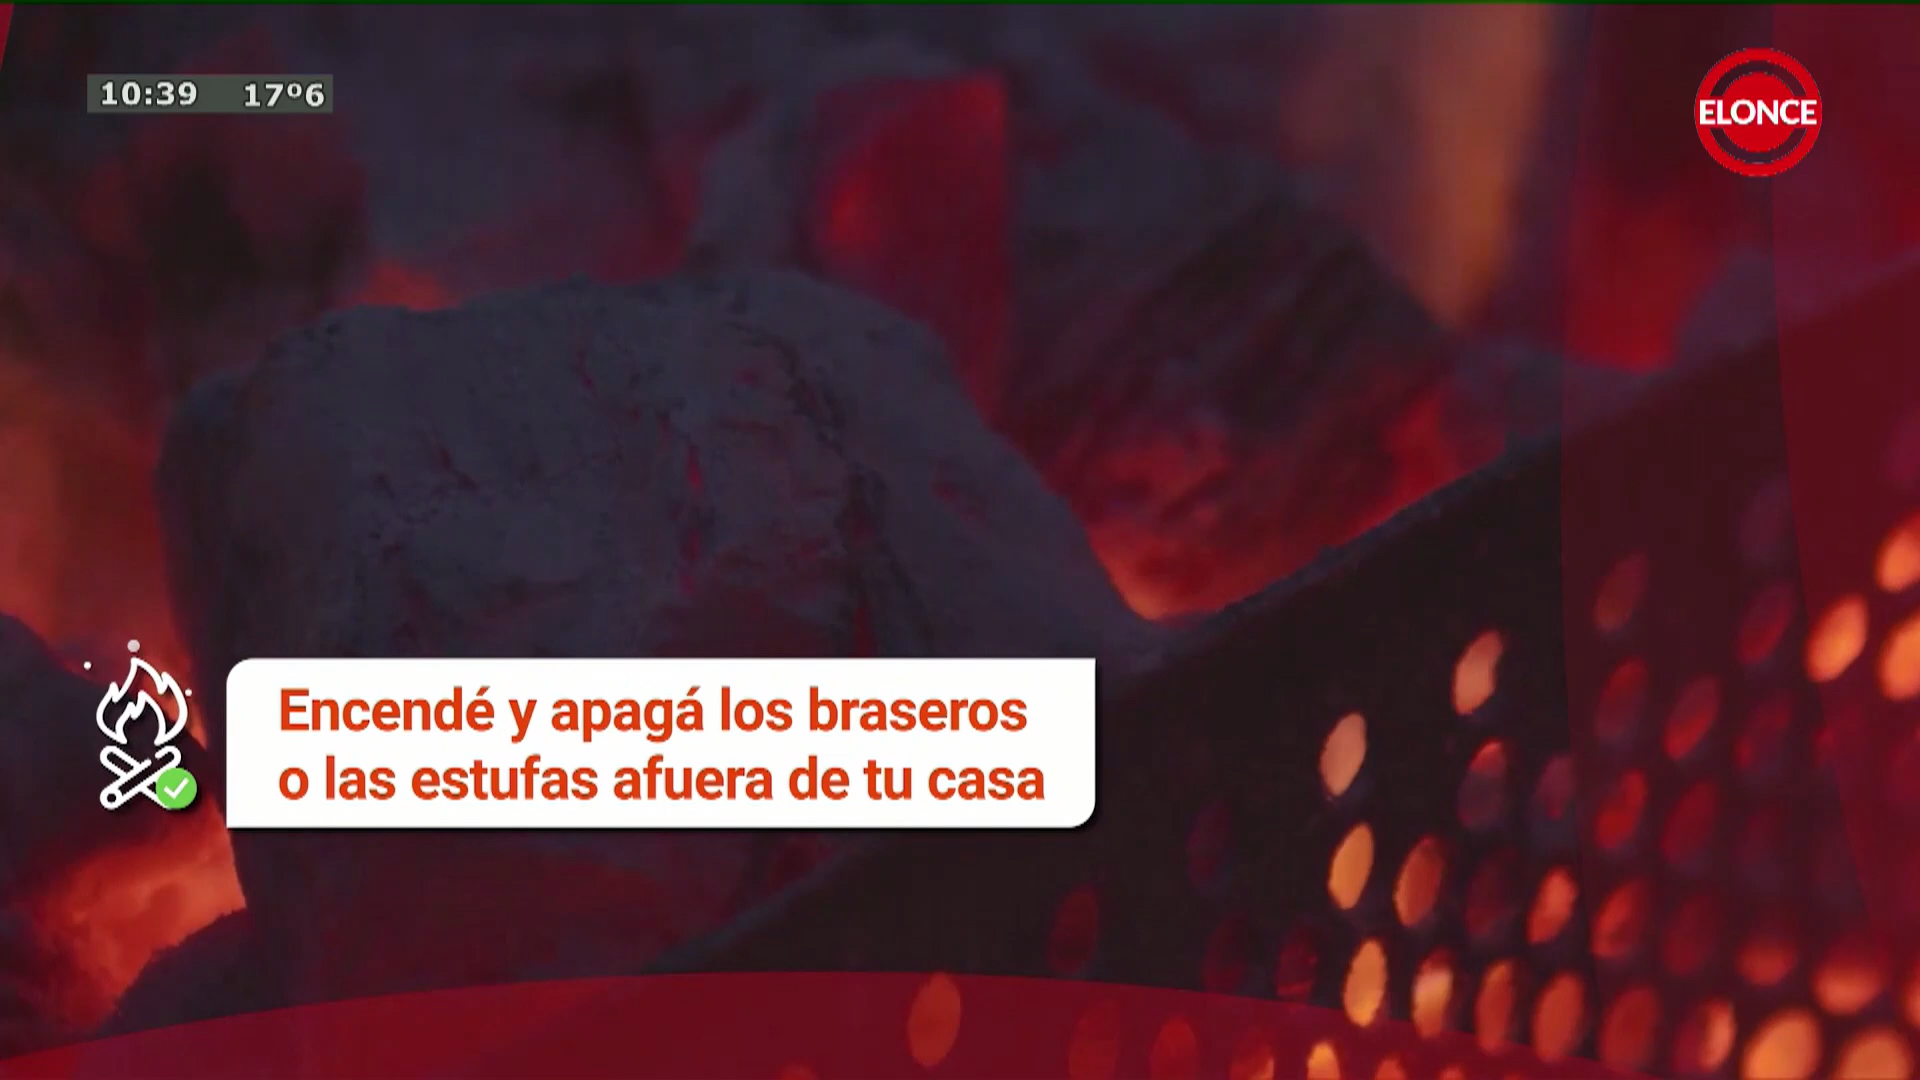 10:39 17º6
ELONCE
Encendé y apagá los braseros
o las estufas afuera de tu casa